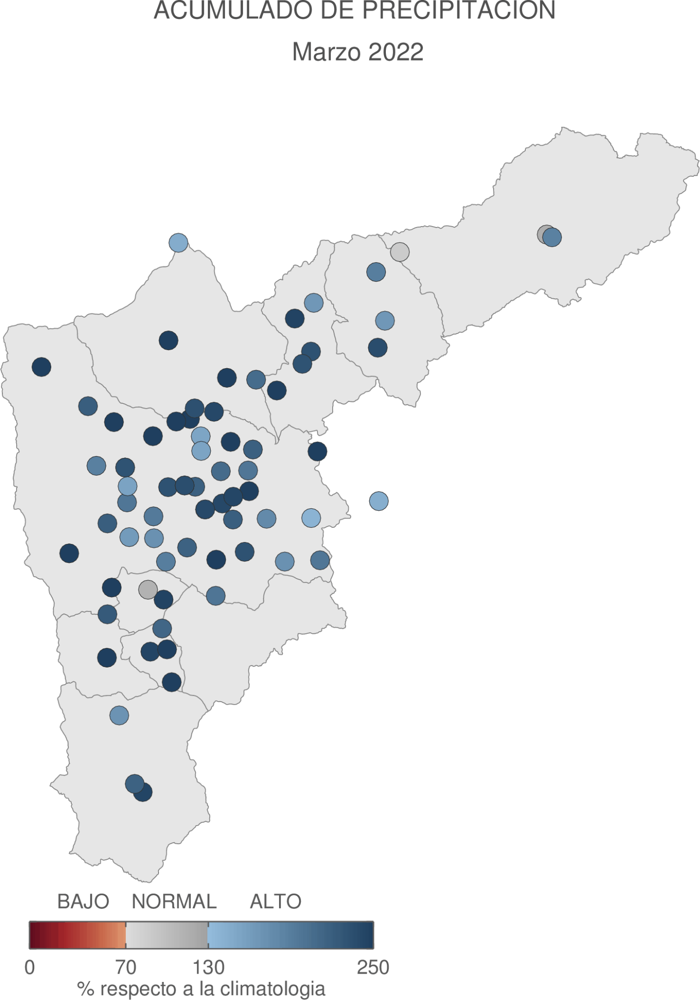 ACUMULADO DE PRECIPITACION
Marzo 2022
BAJO NORMAL ALTO
0 70 130 250
% respecto a la climatologia